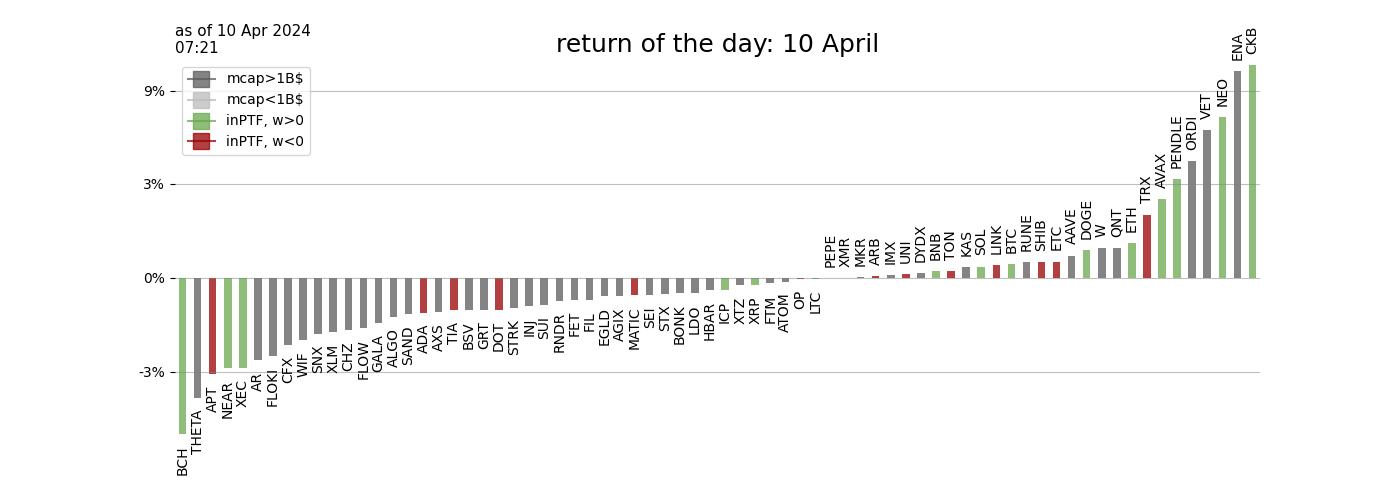 as of 10 Apr 2024
07:21
return of the day: 10 April
mcap>1B$
mcap<1B$
inPTF, w>0
inPTF, w<0
9%
3%
0%
-3%
BCH
THETA
APT
NEAR
XEC
AR
FLOKI
CFX
WIF
SNX
XLM
CHZ
FLOW
GALA
ALGO
SAND
ADA
AXS
TIA
BSV
GRT
DOT
STRK
INJ
SUI
RNDR
FET
FIL
EGLD
AGIX
MATIC
SEI
STX
BONK
LDO
HBAR
ICP
XTZ
XRP
FTM
ATOM
OP
LTC
PEPE
XMR
MKR
ARB
IMX
UNI
DYDX
BNB
TON
KAS
SOL
LINK
BTC
RUNE
SHIB
ETC
AAVE
DOGE
W
QNT
ETH
TRX
AVAX
PENDLE
ORDI
VET
NEO
ENA
CKB